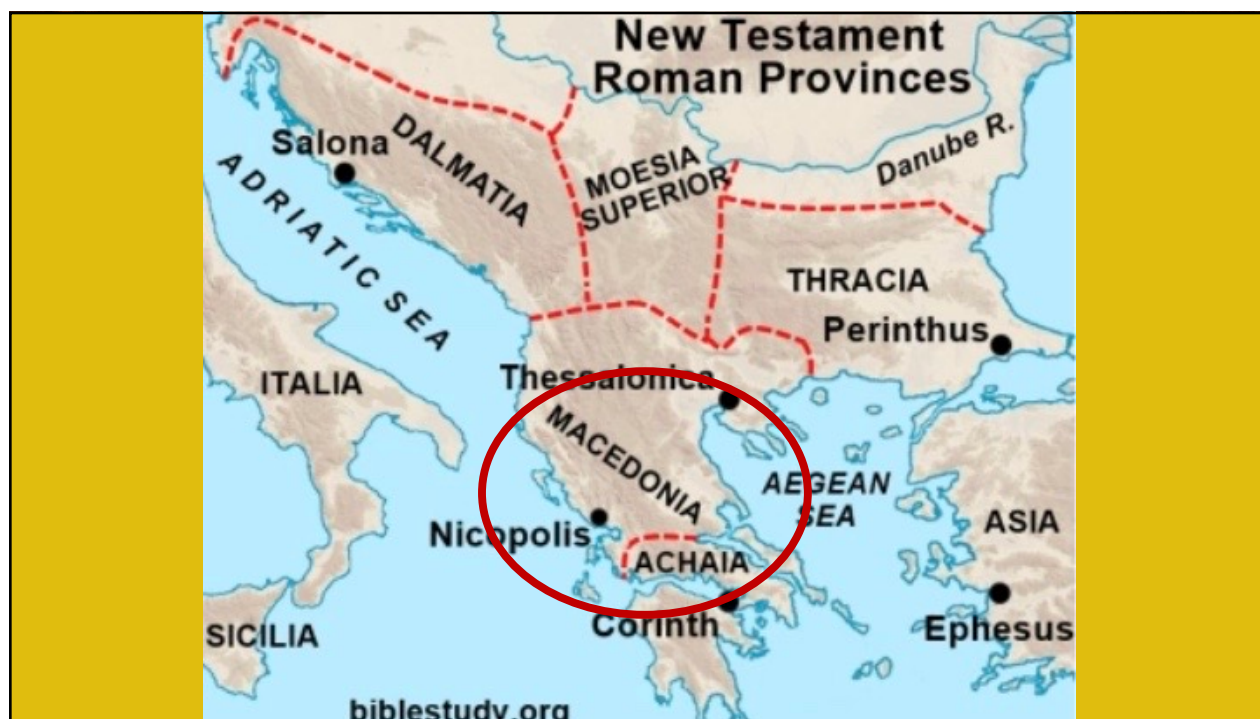 New Testament
Roman Provinces
Salona
DALMATIA
MOESIA
SUPERIOR
Danube R.
ADRIATIC SEA
THRACIA
Perinthus
ITALIA
Thessalonica
MACEDONIA
AEGEAN
SEA
Nicopolis
ASIA
ACHAIA
SICILIA
Corinth
Ephesus
biblestudy.org